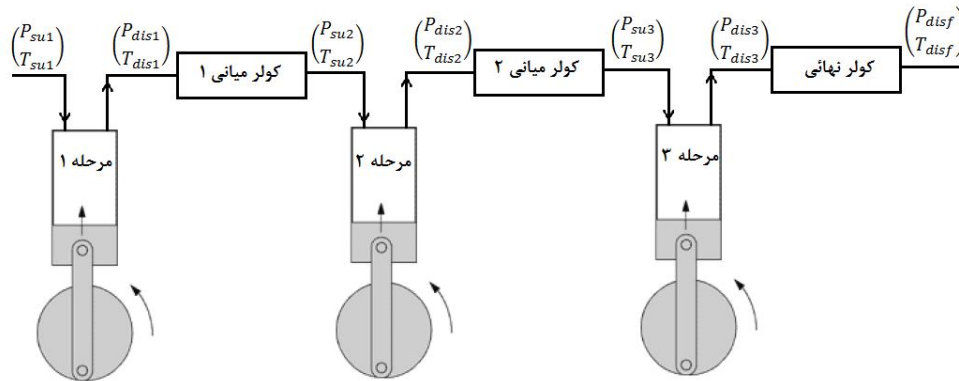 P_su1
T_su1
P_dis1
T_dis1
کولر میانی ۱
P_su2
T_su2
P_dis2
T_dis2
کولر میانی ۲
P_su3
T_su3
P_dis3
T_dis3
کولر نهائی
P_disf
T_disf
مرحله ۱
مرحله ۲
مرحله ۳